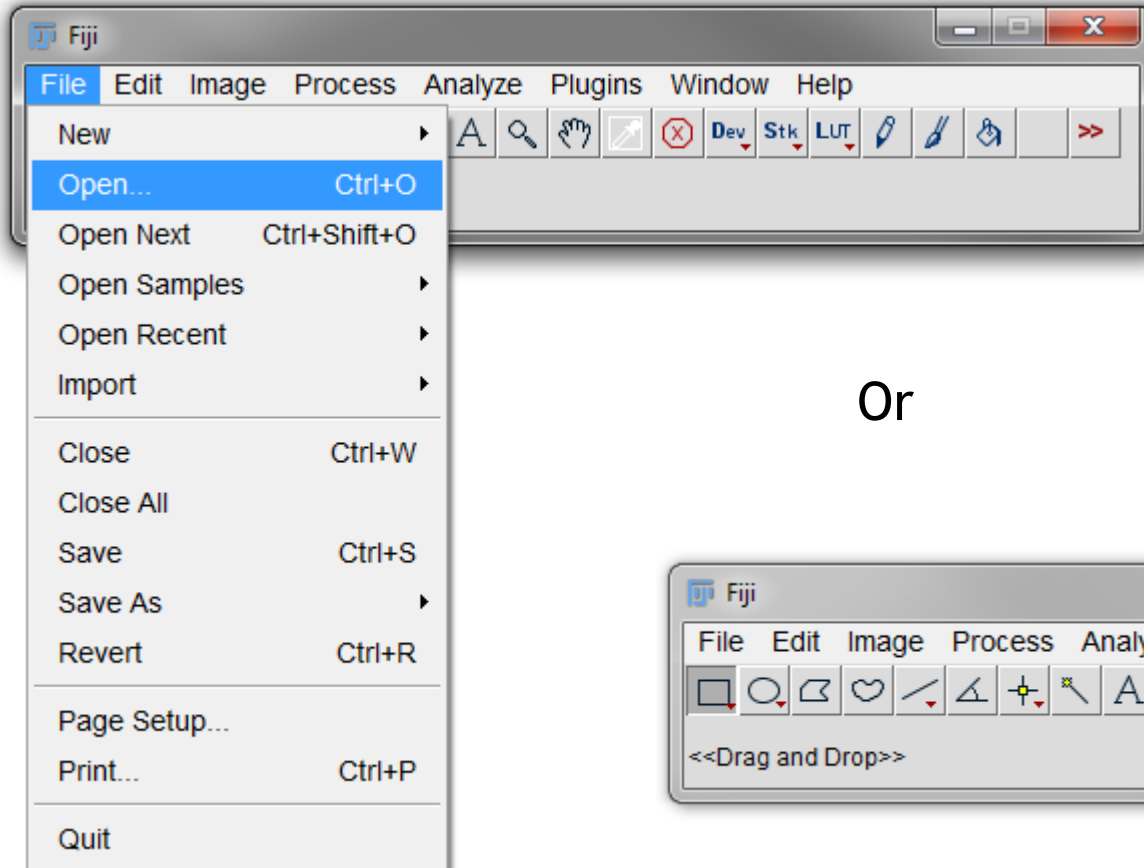 Fiji
File Edit Image Process Analyze Plugins Window Help
New
A Dev Stk LUT >>
Open... Ctrl+O
Open Next Ctrl+Shift+O
Open Samples
Open Recent
Import
Or
Close Ctrl+W
Close All
Save Ctrl+S
Save As
Revert Ctrl+R
Page Setup...
Print... Ctrl+P
Quit
Fiji
File Edit Image Process Analy
A
<<Drag and Drop>>